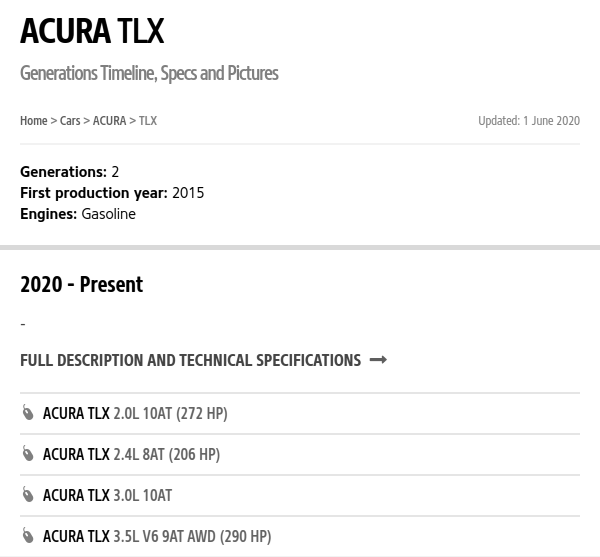 ACURA TLX
Generations Timeline, Specs and Pictures
Home > Cars > ACURA > TLX
Updated: 1 June 2020
Generations: 2
First production year: 2015
Engines: Gasoline
2020 - Present
-
FULL DESCRIPTION AND TECHNICAL SPECIFICATIONS
ACURA TLX 2.0L 10AT (272 HP)
ACURA TLX 2.4L 8AT (206 HP)
ACURA TLX 3.0L 10AT
ACURA TLX 3.5L V6 9AT AWD (290 HP)